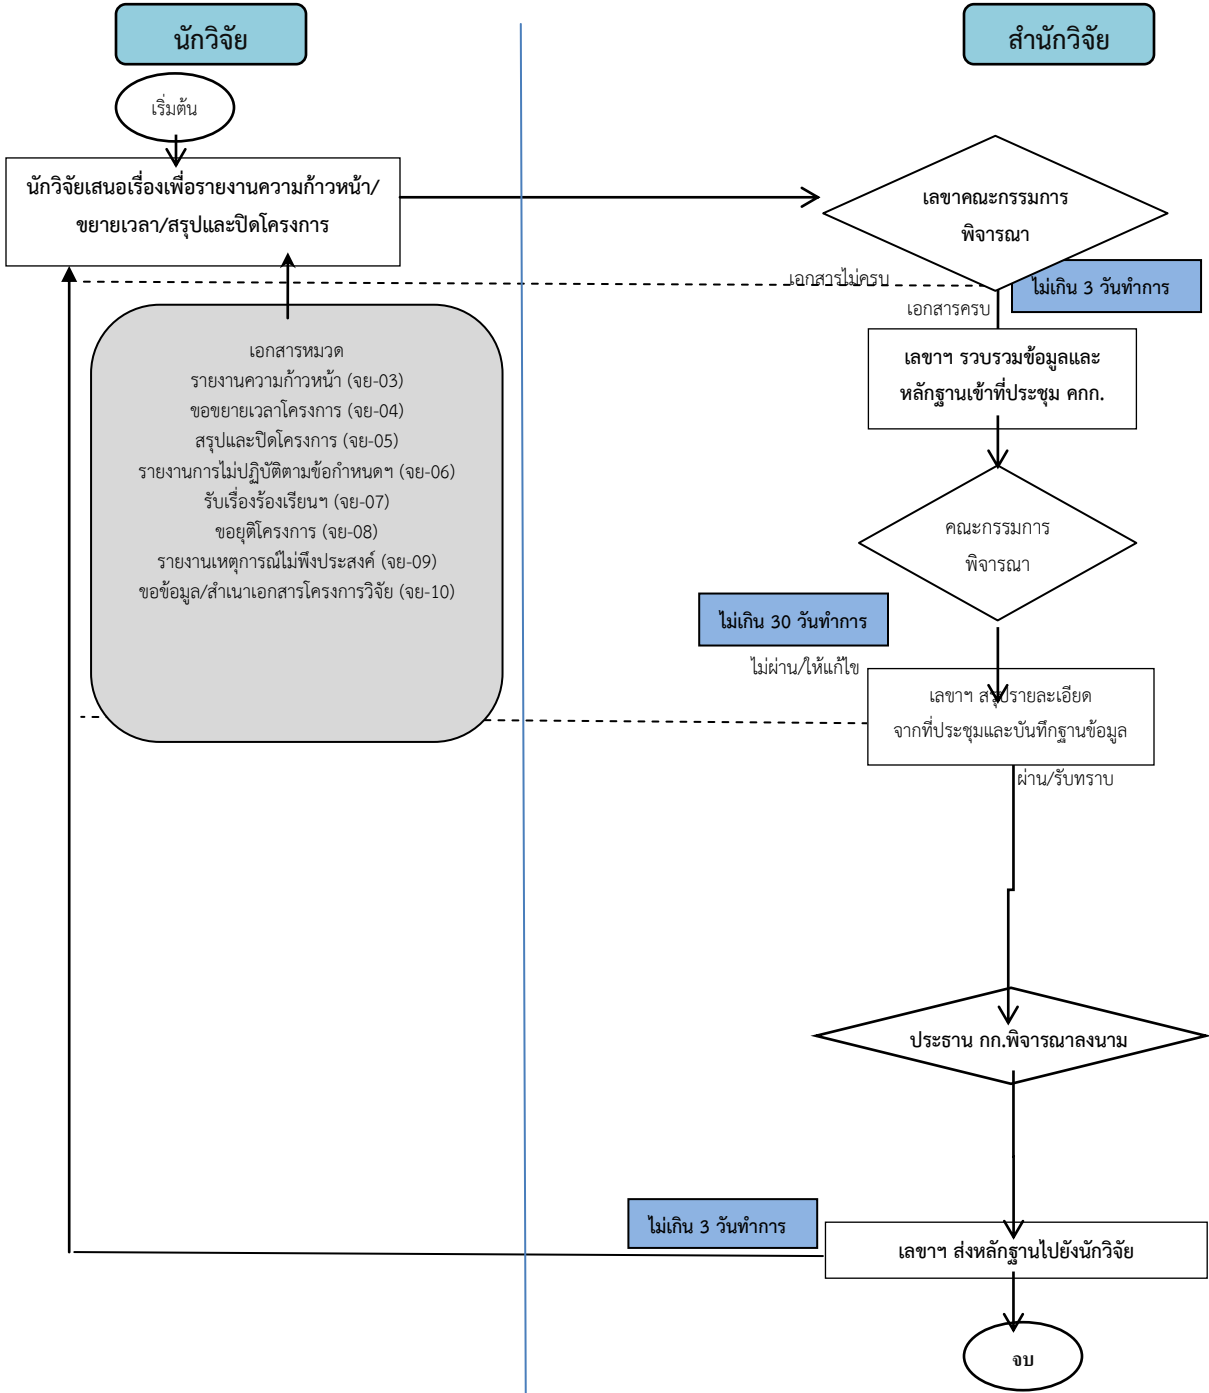 นักวิจัย
สำนักวิจัย
เริ่มต้น
นักวิจัยเสนอเรื่องเพื่อรายงานความก้าวหน้า/
ขยายเวลา/สรุปและปิดโครงการ
เลขาคณะกรรมการ
พิจารณา
เอกสารไม่ครบ
ไม่เกิน 3 วันทำการ
เอกสารครบ
เลขาฯ รวบรวมข้อมูลและ
หลักฐานเข้าที่ประชุม คกก.
เอกสารหมวด
รายงานความก้าวหน้า (จย-03)
ขอขยายเวลาโครงการ (จย-04)
สรุปและปิดโครงการ (จย-05)
รายงานการไม่ปฏิบัติตามข้อกำหนดฯ (จย-06)
รับเรื่องร้องเรียนฯ (จย-07)
ขอยุติโครงการ (จย-08)
รายงานเหตุการณ์ไม่พึงประสงค์ (จย-09)
ขอข้อมูล/สำเนาเอกสารโครงการวิจัย (จย-10)
คณะกรรมการ
พิจารณา
ไม่เกิน 30 วันทำการ
ไม่ผ่าน/ให้แก้ไข
เลขาฯ สรุปรายละเอียด
จากที่ประชุมและบันทึกฐานข้อมูล
ผ่าน/รับทราบ
ประธาน กก.พิจารณาลงนาม
ไม่เกิน 3 วันทำการ
เลขาฯ ส่งหลักฐานไปยังนักวิจัย
จบ